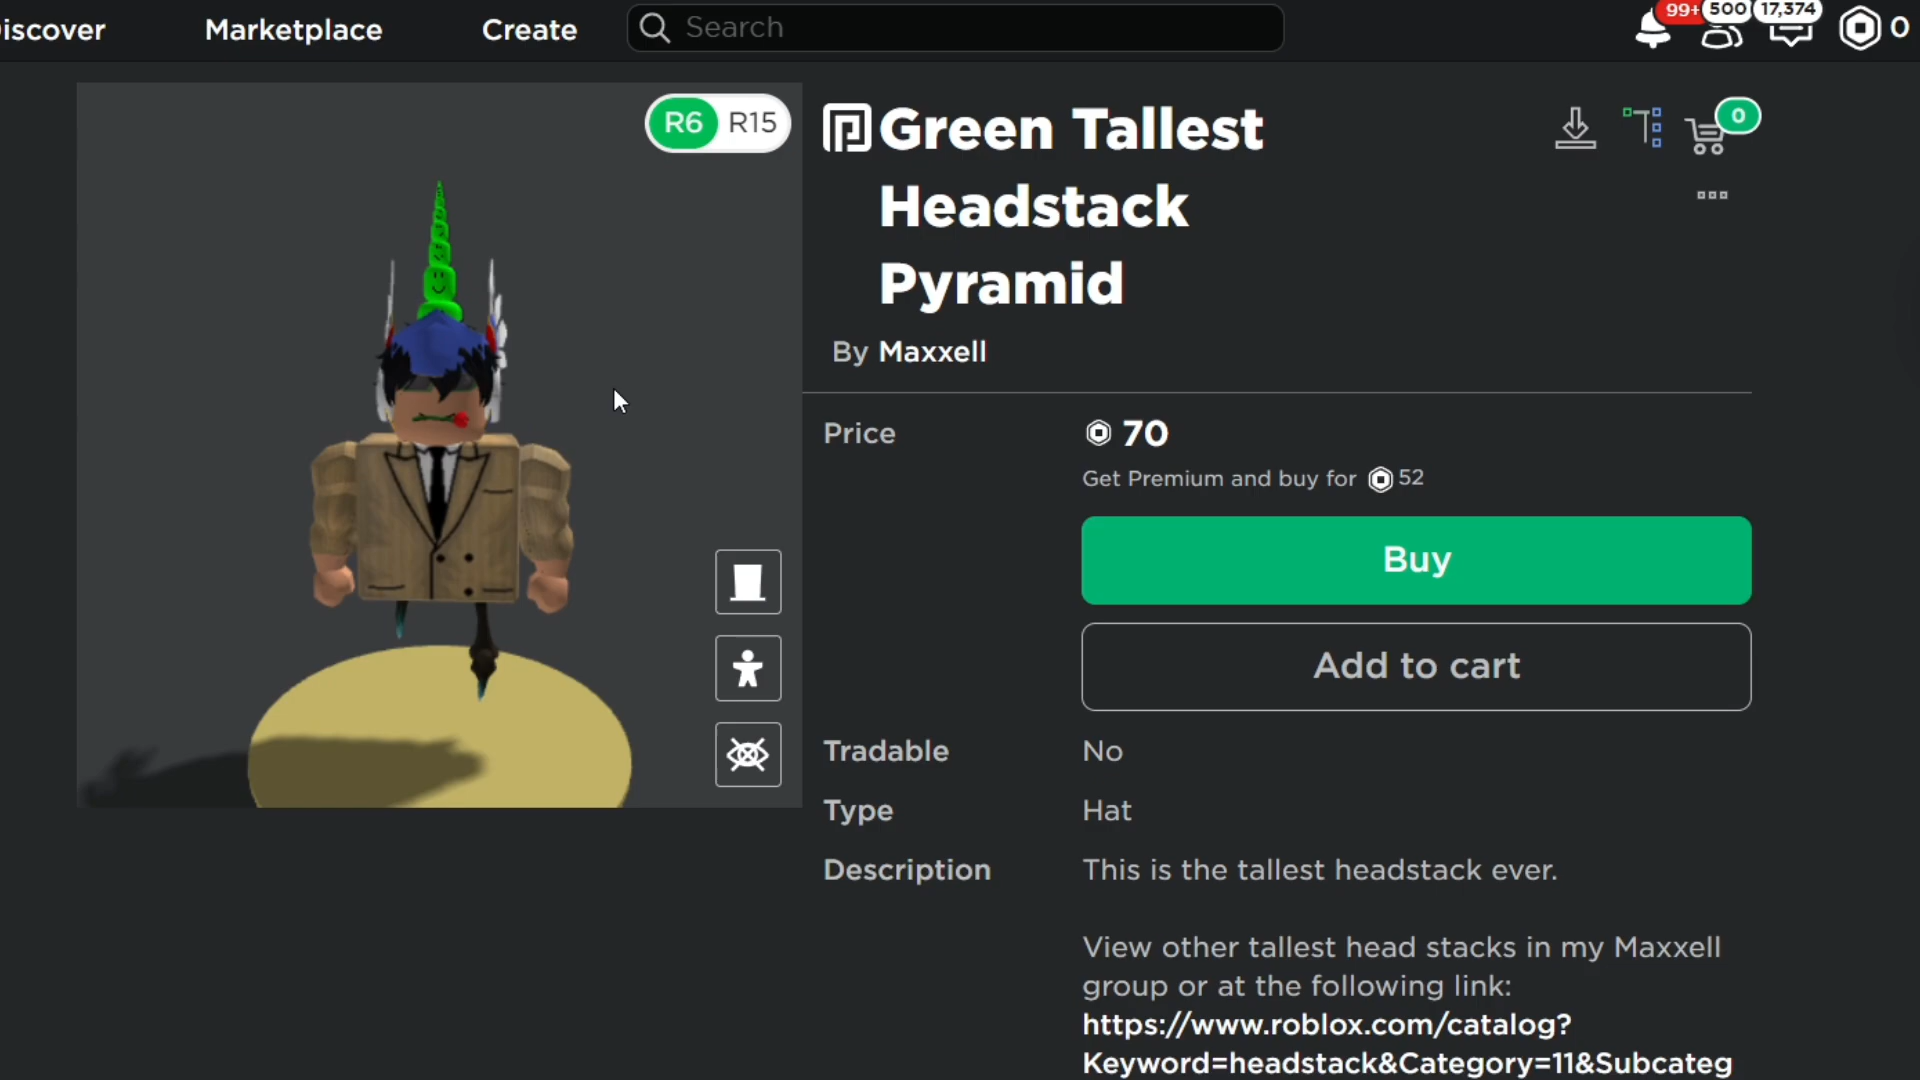 iscover Marketplace Create Search 99+ 500 17,374 0
R6 R15
Green Tallest
Headstack
Pyramid
0
By Maxxell
Price 70
Get Premium and buy for 52
Buy
Add to cart
Tradable No
Type Hat
Description This is the tallest headstack ever.
View other tallest head stacks in my Maxxell
group or at the following link:
https://www.roblox.com/catalog?
Keyword=headstack&Category=11&Subcateg